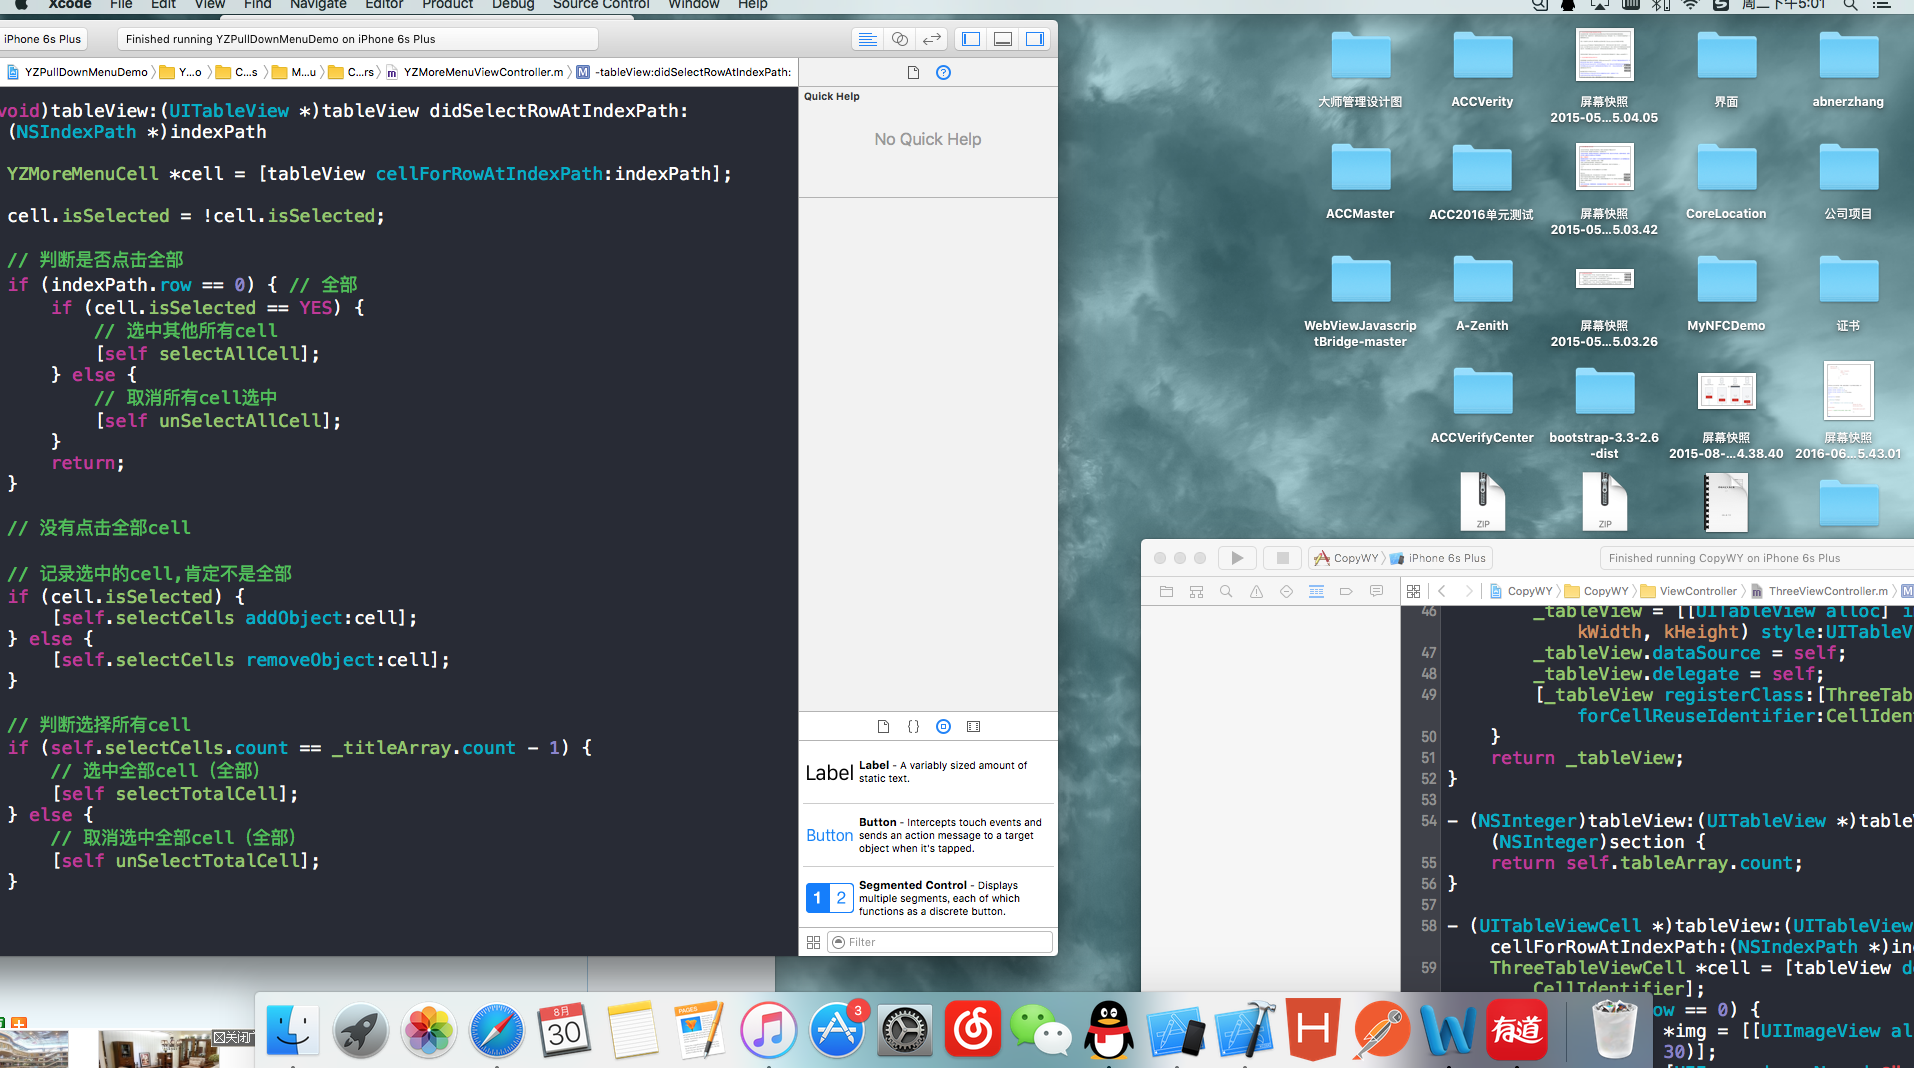 Xcode File Edit View Find Navigate Editor Product Debug Source Control Window Help
周二下午5:01
iPhone 6s Plus
Finished running YZPullDownMenuDemo on iPhone 6s Plus
YZPullDownMenuDemo Y...o C...s M...u C...rs YZMoreMenuViewController.m M -tableView:didSelectRowAtIndexPath:
void)tableView:(UITableView *)tableView didSelectRowAtIndexPath:
(NSIndexPath *)indexPath
YZMoreMenuCell *cell = [tableView cellForRowAtIndexPath:indexPath];
cell.isSelected = !cell.isSelected;
// 判断是否点击全部
if (indexPath.row == 0) { // 全部
if (cell.isSelected == YES) {
// 选中其他所有cell
[self selectAllCell];
} else {
// 取消所有cell选中
[self unSelectAllCell];
}
return;
}
// 没有点击全部cell
// 记录选中的cell,肯定不是全部
if (cell.isSelected) {
[self.selectCells addObject:cell];
} else {
[self.selectCells removeObject:cell];
}
// 判断选择所有cell
if (self.selectCells.count == _titleArray.count - 1) {
// 选中全部cell（全部）
[self selectTotalCell];
} else {
// 取消选中全部cell（全部）
[self unSelectTotalCell];
}
Quick Help
No Quick Help
Label
Label - A variably sized amount of
static text.
Button
Button - Intercepts touch events and
sends an action message to a target
object when it's tapped.
1 2
Segmented Control - Displays
multiple segments, each of which
functions as a discrete button.
Filter
大师管理设计图
ACCVerity
屏幕快照
2015-05...5.04.05
界面
abnerzhang
ACCMaster
ACC2016单元测试
屏幕快照
2015-05...5.03.42
CoreLocation
公司项目
WebViewJavascrip
tBridge-master
A-Zenith
屏幕快照
2015-05...5.03.26
MyNFCDemo
证书
ACCVerifyCenter
bootstrap-3.3-2.6
-dist
屏幕快照
2015-08-...4.38.40
屏幕快照
2016-06...5.43.01
ZIP
ZIP
CopyWY iPhone 6s Plus
Finished running CopyWY on iPhone 6s Plus
CopyWY CopyWY ViewController ThreeViewController.m M
46 _tableView = [[UITableView alloc] i
kWidth, kHeight) style:UITableV
47 _tableView.dataSource = self;
48 _tableView.delegate = self;
49 [_tableView registerClass:[ThreeTab
forCellReuseIdentifier:CellIden
50 }
51 return _tableView;
52 }
53
54 - (NSInteger)tableView:(UITableView *)table
(NSInteger)section {
55 return self.tableArray.count;
56 }
57
58 - (UITableViewCell *)tableView:(UITableView
cellForRowAtIndexPath:(NSIndexPath *)in
59 ThreeTableViewCell *cell = [tableView d
CellIdentifier];
ow == 0) {
*img = [[UIImageView al
30)];
关闭
8月
30
PAGES
3
有道